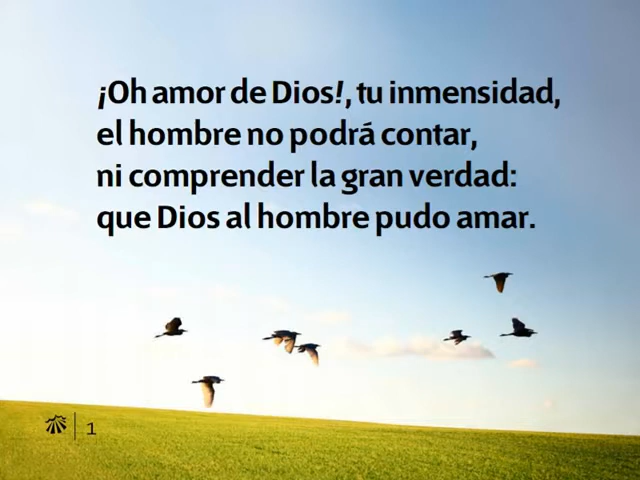 ¡Oh amor de Dios!, tu inmensidad,
el hombre no podrá contar,
ni comprender la gran verdad:
que Dios al hombre pudo amar.
1